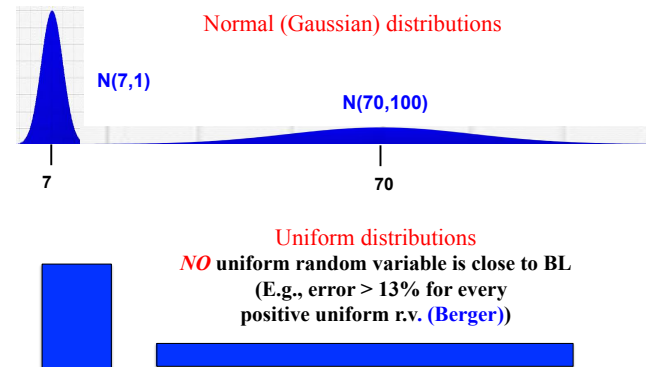 Normal (Gaussian) distributions
N(7,1)
N(70,100)
7
70
Uniform distributions
NO uniform random variable is close to BL
(E.g., error > 13% for every
positive uniform r.v. (Berger))